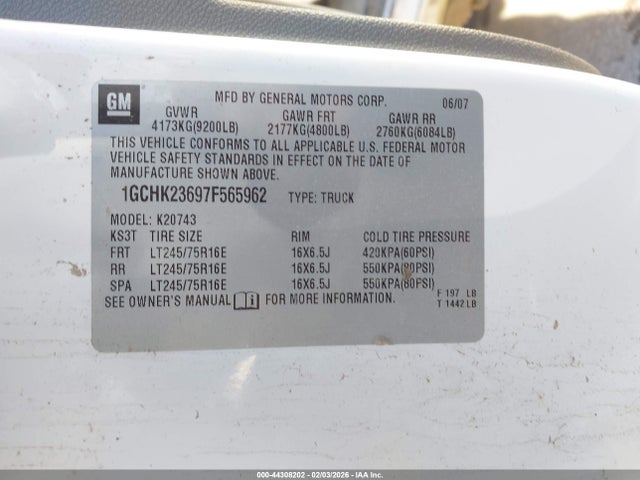 GM
MFD BY GENERAL MOTORS CORP. 06/07
GVWR GAWR FRT GAWR RR
4173KG(9200LB) 2177KG(4800LB) 2760KG(6084LB)
THIS VEHICLE CONFORMS TO ALL APPLICABLE U.S. FEDERAL MOTOR
VEHICLE SAFETY STANDARDS IN EFFECT ON THE DATE OF
MANUFACTURE SHOWN ABOVE.
1GCHK23697F565962 TYPE: TRUCK
MODEL: K20743
KS3T TIRE SIZE RIM COLD TIRE PRESSURE
FRT LT245/75R16E 16X6.5J 420KPA(60PSI)
RR LT245/75R16E 16X6.5J 550KPA(80PSI)
SPA LT245/75R16E 16X6.5J 550KPA(80PSI)
SEE OWNER'S MANUAL FOR MORE INFORMATION. F 197 LB
T 1442 LB
000-44308202 - 02/03/2026 - IAA Inc.